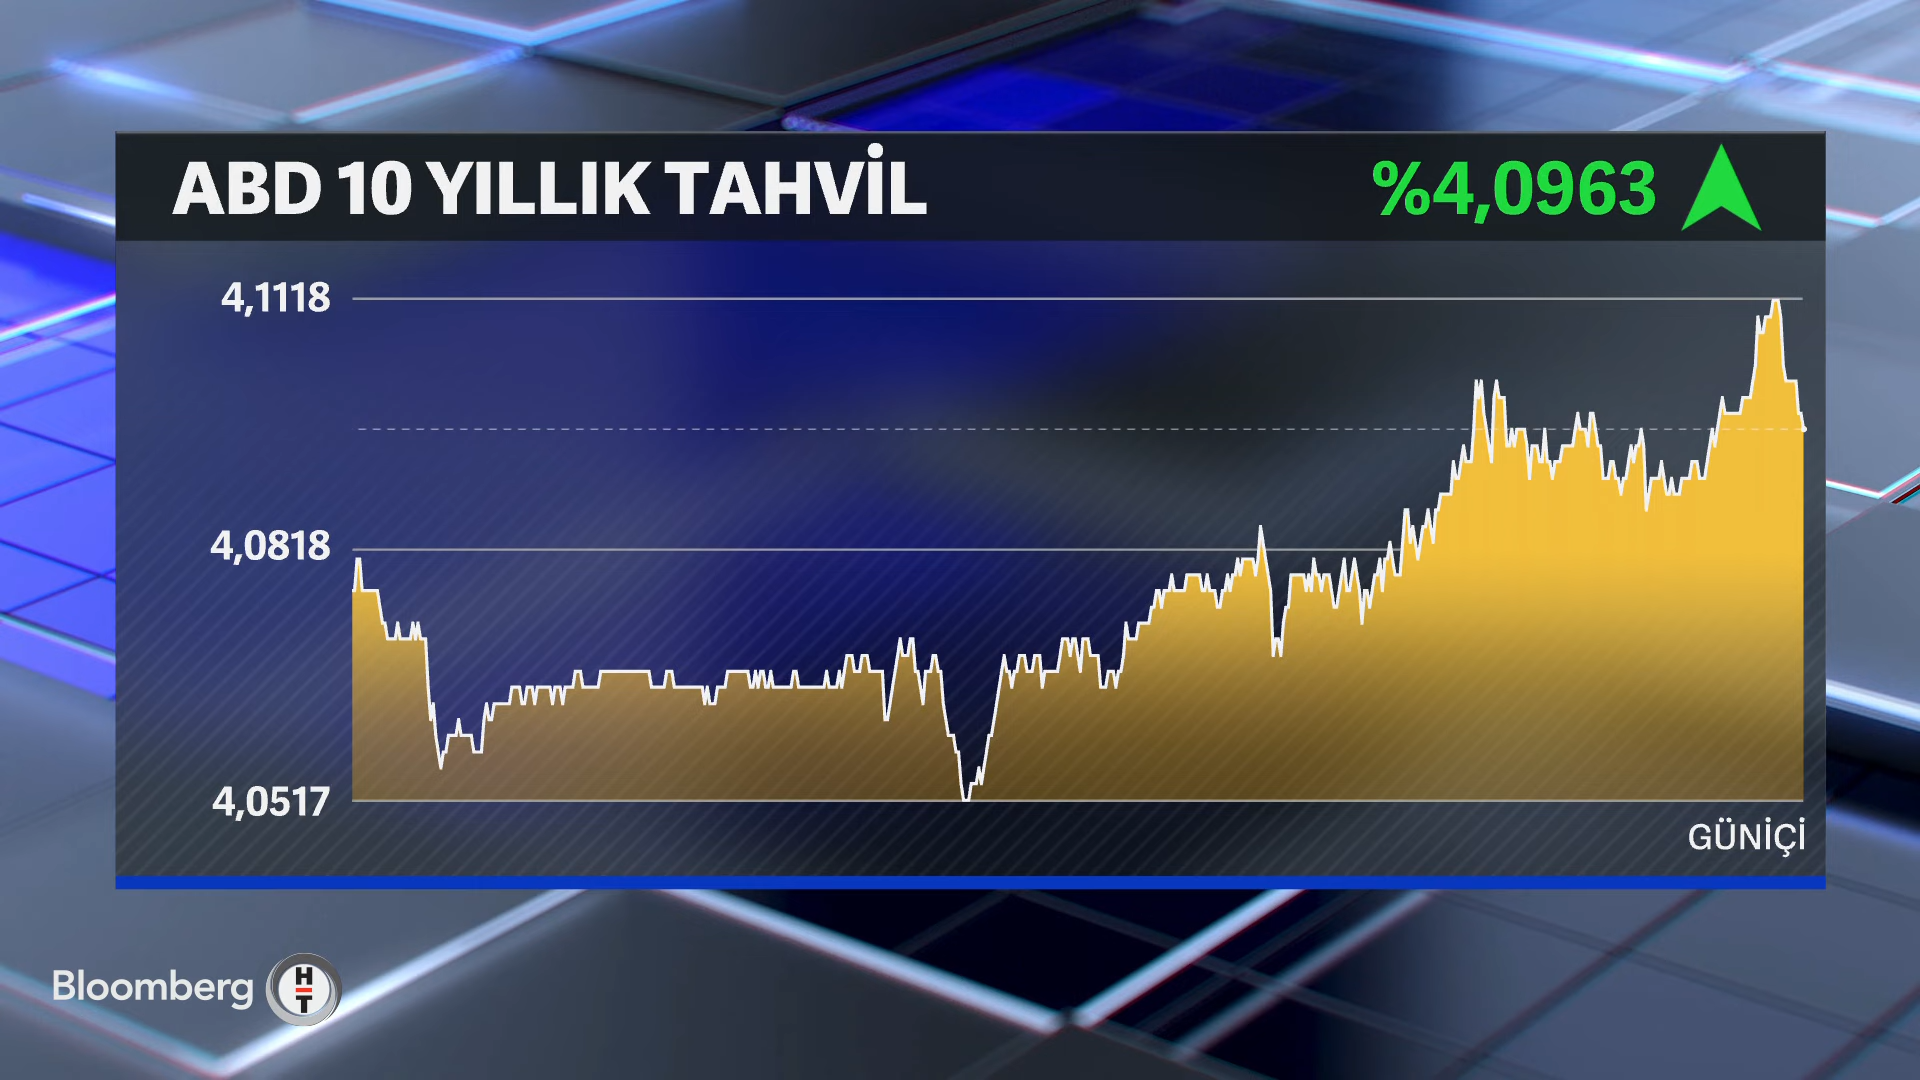 ABD 10 YILLIK TAHVİL
%4,0963
4,1118
4,0818
4,0517
GÜNİÇİ
Bloomberg HT